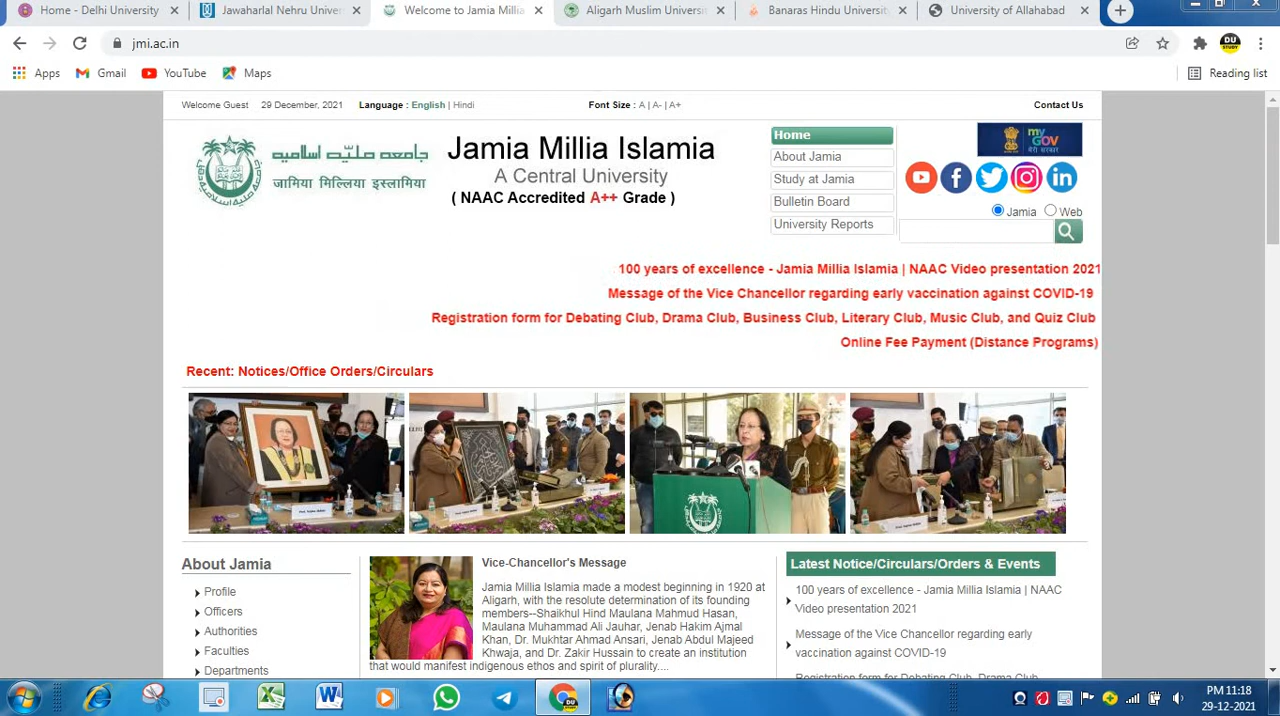 Home - Delhi University
Jawaharlal Nehru Univer
Welcome to Jamia Millia
Aligarh Muslim Universi
Banaras Hindu Universit
University of Allahabad
jmi.ac.in
Apps
Gmail
YouTube
Maps
Reading list
Welcome Guest 29 December, 2021 Language : English | Hindi Font Size : A | A- | A+ Contact Us
جامعہ ملیہ اسلامیہ
जामिया मिल्लिया इस्लामिया
Jamia Millia Islamia
A Central University
( NAAC Accredited A++ Grade )
Home
About Jamia
Study at Jamia
Bulletin Board
University Reports
my
GOV
मेरी सरकार
Jamia Web
100 years of excellence - Jamia Millia Islamia | NAAC Video presentation 2021
Message of the Vice Chancellor regarding early vaccination against COVID-19
Registration form for Debating Club, Drama Club, Business Club, Literary Club, Music Club, and Quiz Club
Online Fee Payment (Distance Programs)
Recent: Notices/Office Orders/Circulars
About Jamia
Profile
Officers
Authorities
Faculties
Departments
Vice-Chancellor's Message
Jamia Millia Islamia made a modest beginning in 1920 at
Aligarh, with the resolute determination of its founding
members--Shaikhul Hind Maulana Mahmud Hasan,
Maulana Muhammad Ali Jauhar, Jenab Hakim Ajmal
Khan, Dr. Mukhtar Ahmad Ansari, Jenab Abdul Majeed
Khwaja, and Dr. Zakir Hussain to create an institution
that would manifest indigenous ethos and spirit of plurality....
Latest Notice/Circulars/Orders & Events
100 years of excellence - Jamia Millia Islamia | NAAC
Video presentation 2021
Message of the Vice Chancellor regarding early
vaccination against COVID-19
Registration form for Debating Club, Drama Club
PM 11:18
29-12-2021